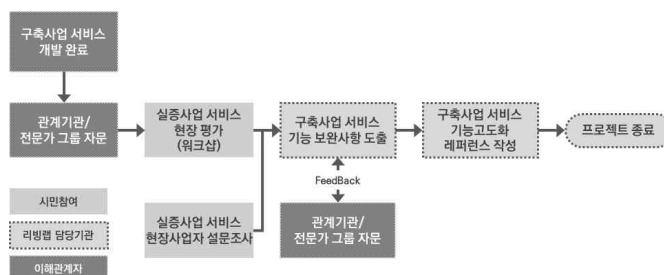 구축사업 서비스
개발 완료
관계기관/
전문가 그룹 자문
실증사업 서비스
현장 평가
(워크샵)
구축사업 서비스
기능 보완사항 도출
구축사업 서비스
기능고도화
레퍼런스 작성
프로젝트 종료
FeedBack
실증사업 서비스
현장사업자 설문조사
관계기관/
전문가 그룹 자문
시민참여
리빙랩 담당기관
이해관계자